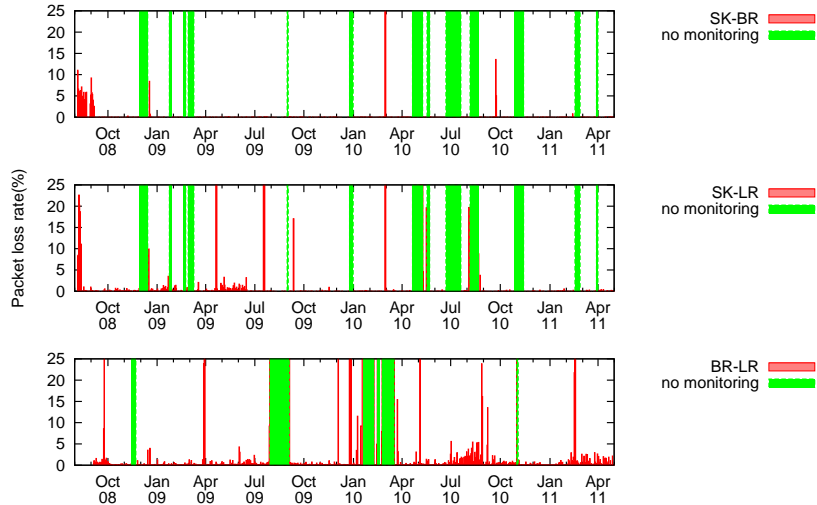 25
20
15
10
5
0
Oct Jan Apr Jul Oct Jan Apr Jul Oct Jan Apr
08 09 09 09 09 10 10 10 10 11 11
SK-BR
no monitoring
Packet loss rate(%)
25
20
15
10
5
0
Oct Jan Apr Jul Oct Jan Apr Jul Oct Jan Apr
08 09 09 09 09 10 10 10 10 11 11
SK-LR
no monitoring
25
20
15
10
5
0
Oct Jan Apr Jul Oct Jan Apr Jul Oct Jan Apr
08 09 09 09 09 10 10 10 10 11 11
BR-LR
no monitoring